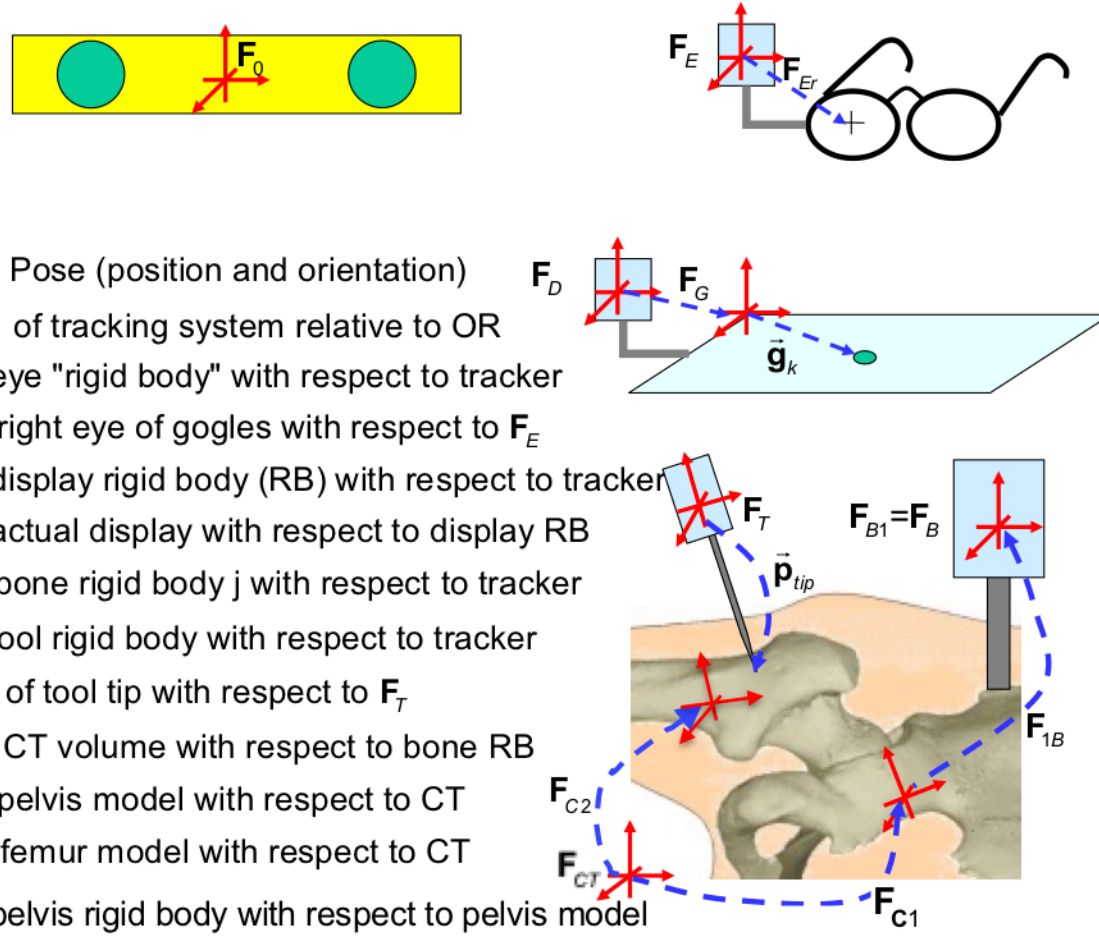 F0
FE
FEr
Pose (position and orientation)
of tracking system relative to OR
eye "rigid body" with respect to tracker
right eye of gogles with respect to FE
display rigid body (RB) with respect to tracker
actual display with respect to display RB
bone rigid body j with respect to tracker
ool rigid body with respect to tracker
of tool tip with respect to FT
CT volume with respect to bone RB
pelvis model with respect to CT
femur model with respect to CT
pelvis rigid body with respect to pelvis model
FD
FG
gk
FT
FB1=FB
ptip
F1B
FC2
FCT
FC1